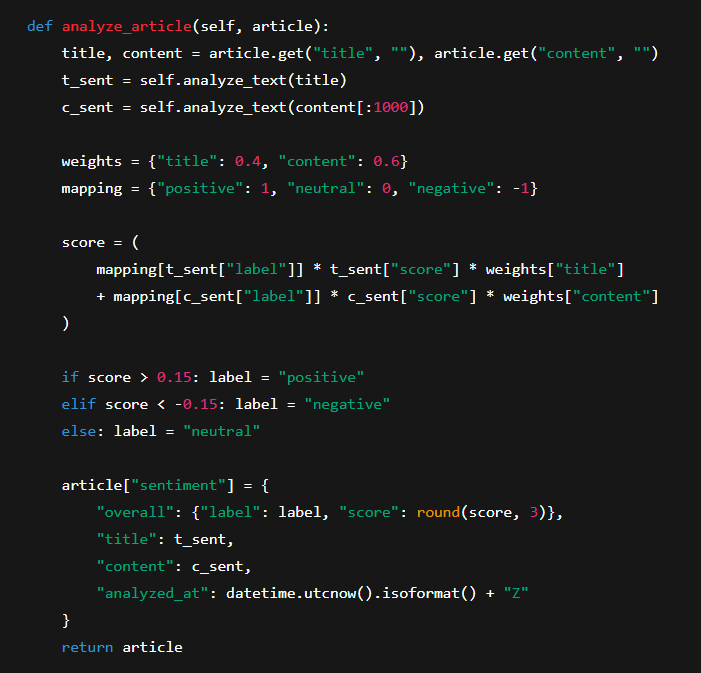 def analyze_article(self, article):
    title, content = article.get("title", ""), article.get("content", "")
    t_sent = self.analyze_text(title)
    c_sent = self.analyze_text(content[:1000])

    weights = {"title": 0.4, "content": 0.6}
    mapping = {"positive": 1, "neutral": 0, "negative": -1}

    score = (
        mapping[t_sent["label"]] * t_sent["score"] * weights["title"]
        + mapping[c_sent["label"]] * c_sent["score"] * weights["content"]
    )

    if score > 0.15: label = "positive"
    elif score < -0.15: label = "negative"
    else: label = "neutral"

    article["sentiment"] = {
        "overall": {"label": label, "score": round(score, 3)},
        "title": t_sent,
        "content": c_sent,
        "analyzed_at": datetime.utcnow().isoformat() + "Z"
    }
    return article